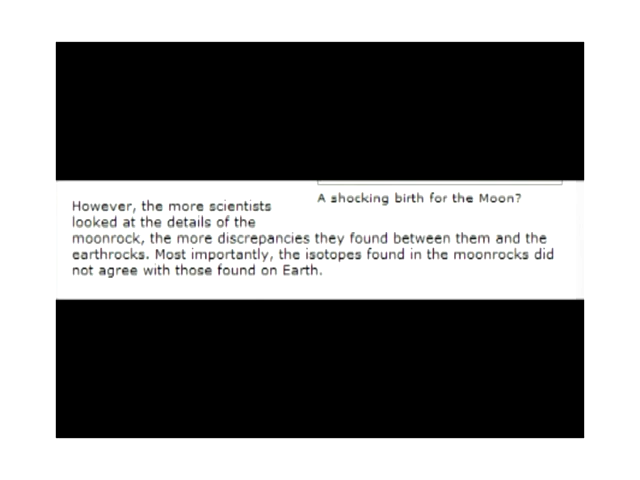 A shocking birth for the Moon?
However, the more scientists
looked at the details of the
moonrock, the more discrepancies they found between them and the
earthrocks. Most importantly, the isotopes found in the moonrocks did
not agree with those found on Earth.